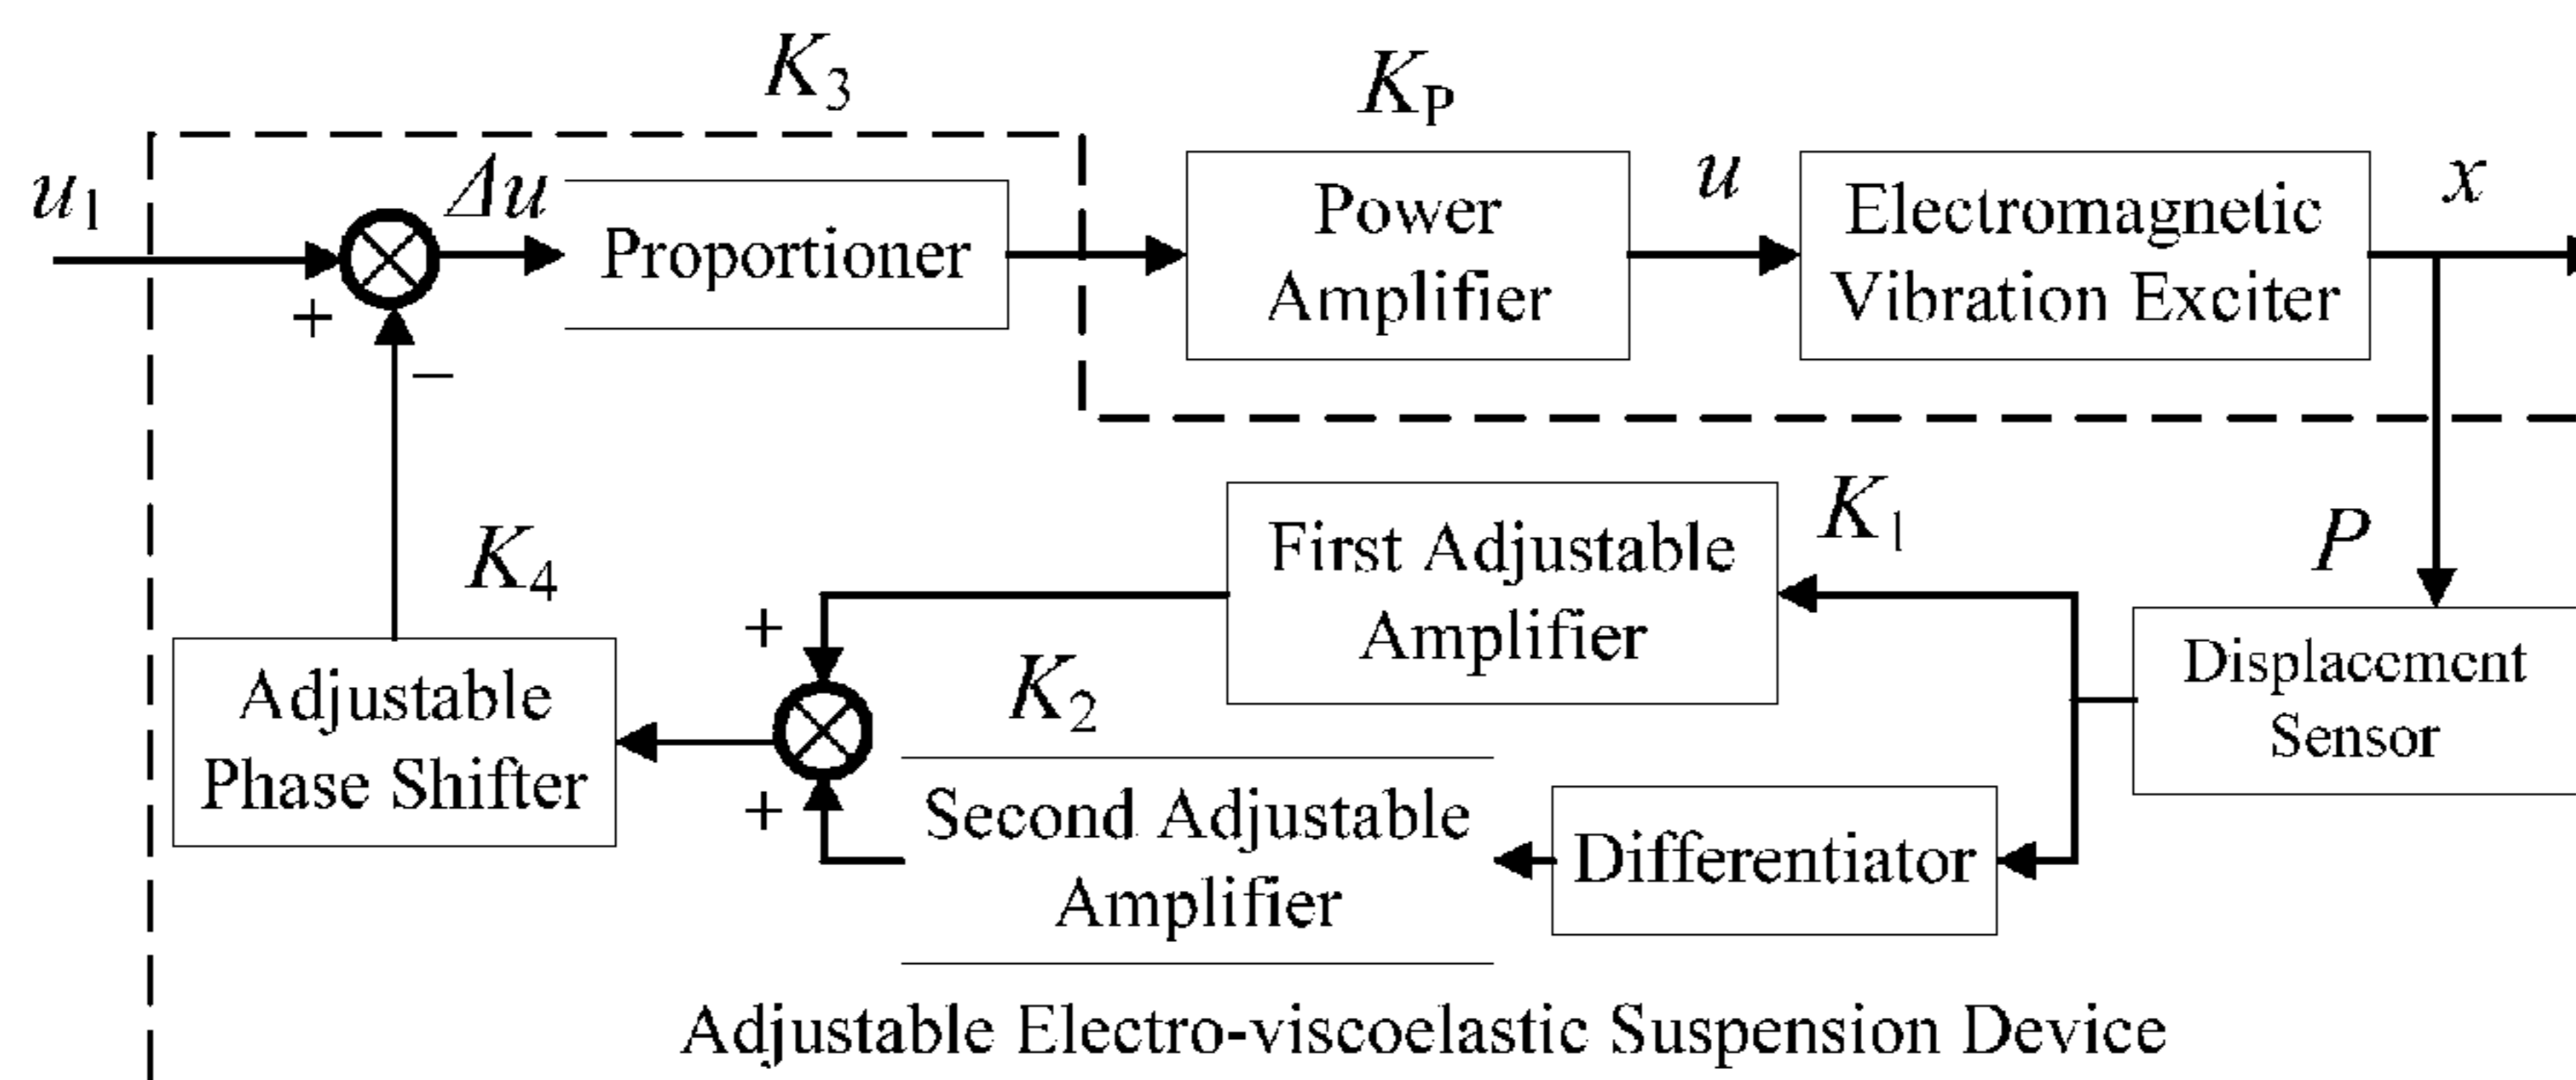 K3
KP
u1
Δu
Proportioner
Power
Amplifier
u
Electromagnetic
Vibration Exciter
x
+
−
K4
Adjustable
Phase Shifter
+
+
K2
First Adjustable
Amplifier
K1
P
Displacement
Sensor
Second Adjustable
Amplifier
Differentiator
Adjustable Electro-viscoelastic Suspension Device